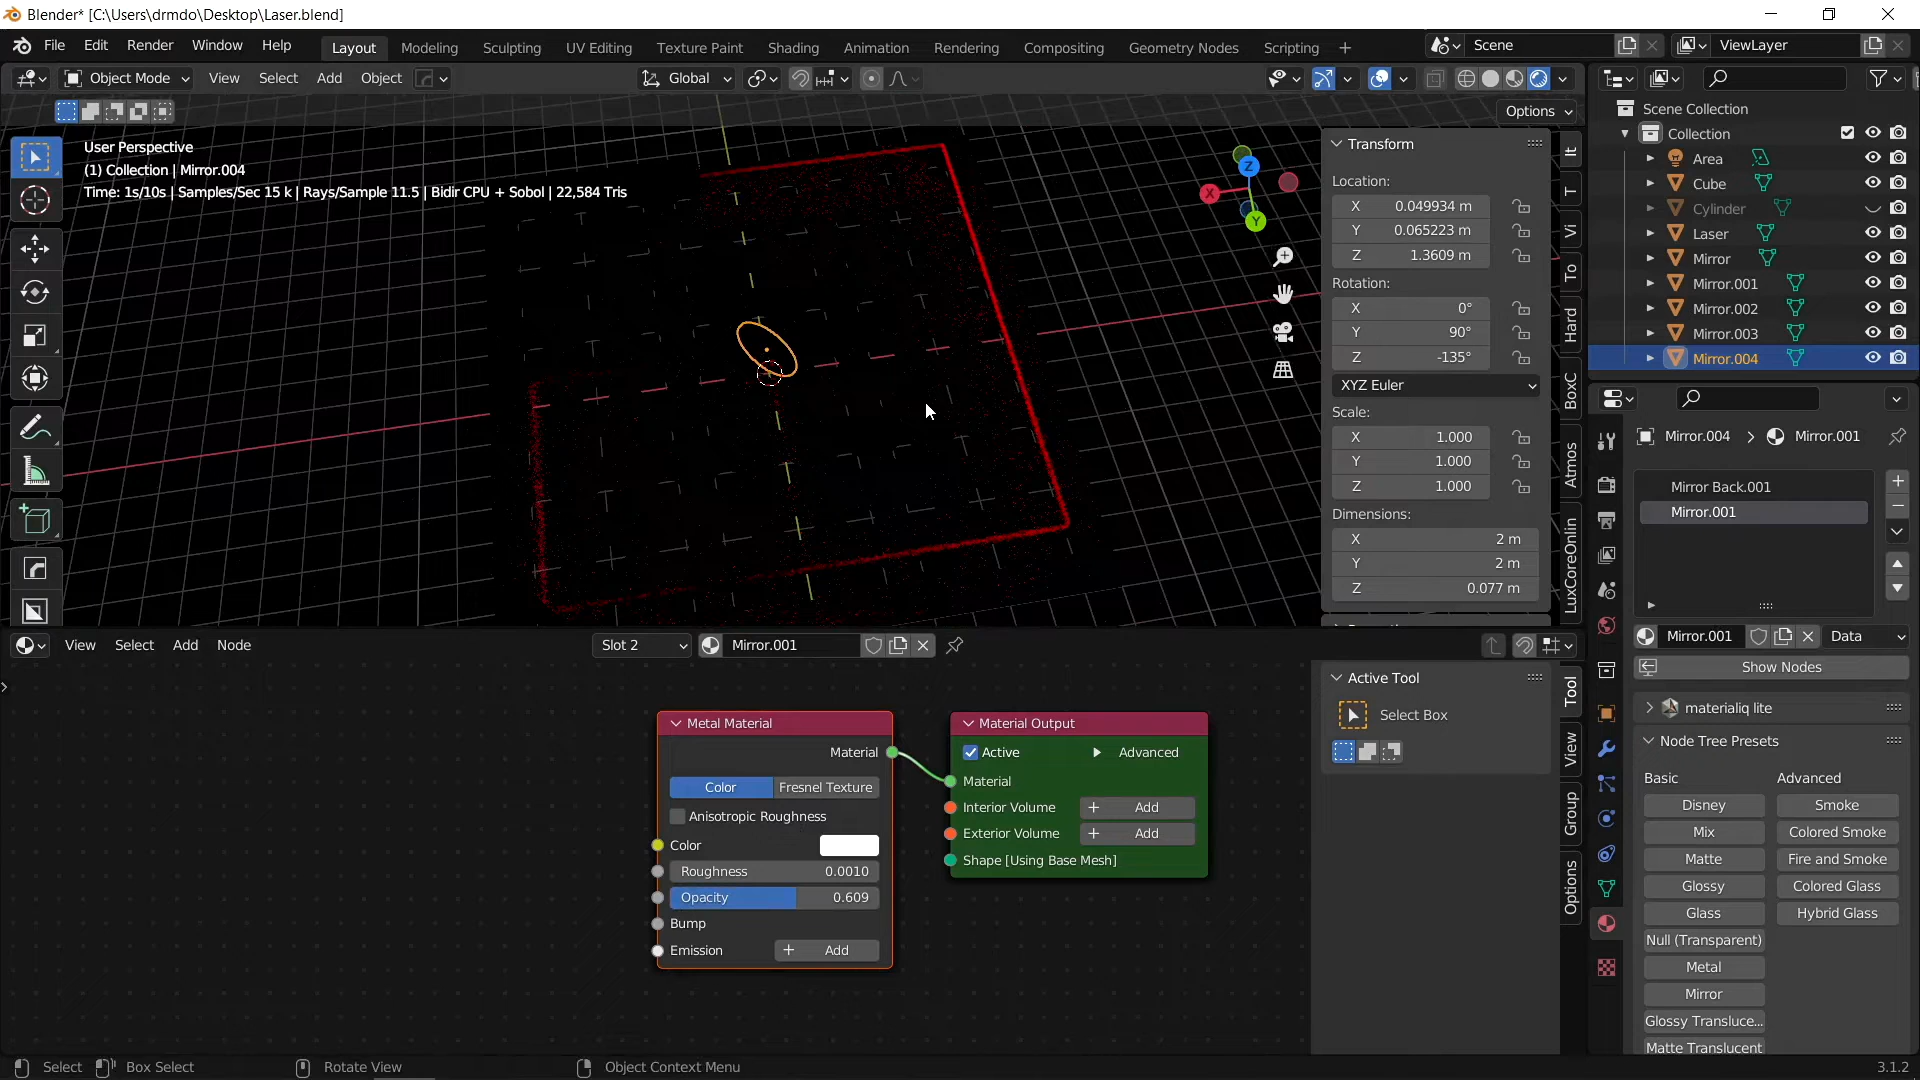 Blender* [C:\Users\drmdo\Desktop\Laser.blend]
File Edit Render Window Help Layout Modeling Sculpting UV Editing Texture Paint Shading Animation Rendering Compositing Geometry Nodes Scripting + Scene ViewLayer
Object Mode View Select Add Object Global
Options
User Perspective
(1) Collection | Mirror.004
Time: 1s/10s | Samples/Sec 15 k | Rays/Sample 11.5 | Bidir CPU + Sobol | 22,584 Tris
Z
X
Y
Transform
Location:
X 0.049934 m
Y 0.065223 m
Z 1.3609 m
Rotation:
X 0°
Y 90°
Z -135°
XYZ Euler
Scale:
X 1.000
Y 1.000
Z 1.000
Dimensions:
X 2 m
Y 2 m
Z 0.077 m
It
T
Vi
To
Hard
BoxC
Atmos
LuxCoreOnlin
Scene Collection
Collection
Area
Cube
Cylinder
Laser
Mirror
Mirror.001
Mirror.002
Mirror.003
Mirror.004
Mirror.004 > Mirror.001
Mirror Back.001
Mirror.001
Mirror.001 Data
Show Nodes
materialiq lite
Node Tree Presets
Basic Advanced
Disney Smoke
Mix Colored Smoke
Matte Fire and Smoke
Glossy Colored Glass
Glass Hybrid Glass
Null (Transparent)
Metal
Mirror
Glossy Transluce...
Matte Translucent
View Select Add Node Slot 2 Mirror.001
Metal Material
Material
Color Fresnel Texture
Anisotropic Roughness
Color
Roughness 0.0010
Opacity 0.609
Bump
Emission + Add
Material Output
Active Advanced
Material
Interior Volume + Add
Exterior Volume + Add
Shape [Using Base Mesh]
Active Tool
Select Box
Tool
View
Group
Options
Select Box Select Rotate View Object Context Menu 3.1.2